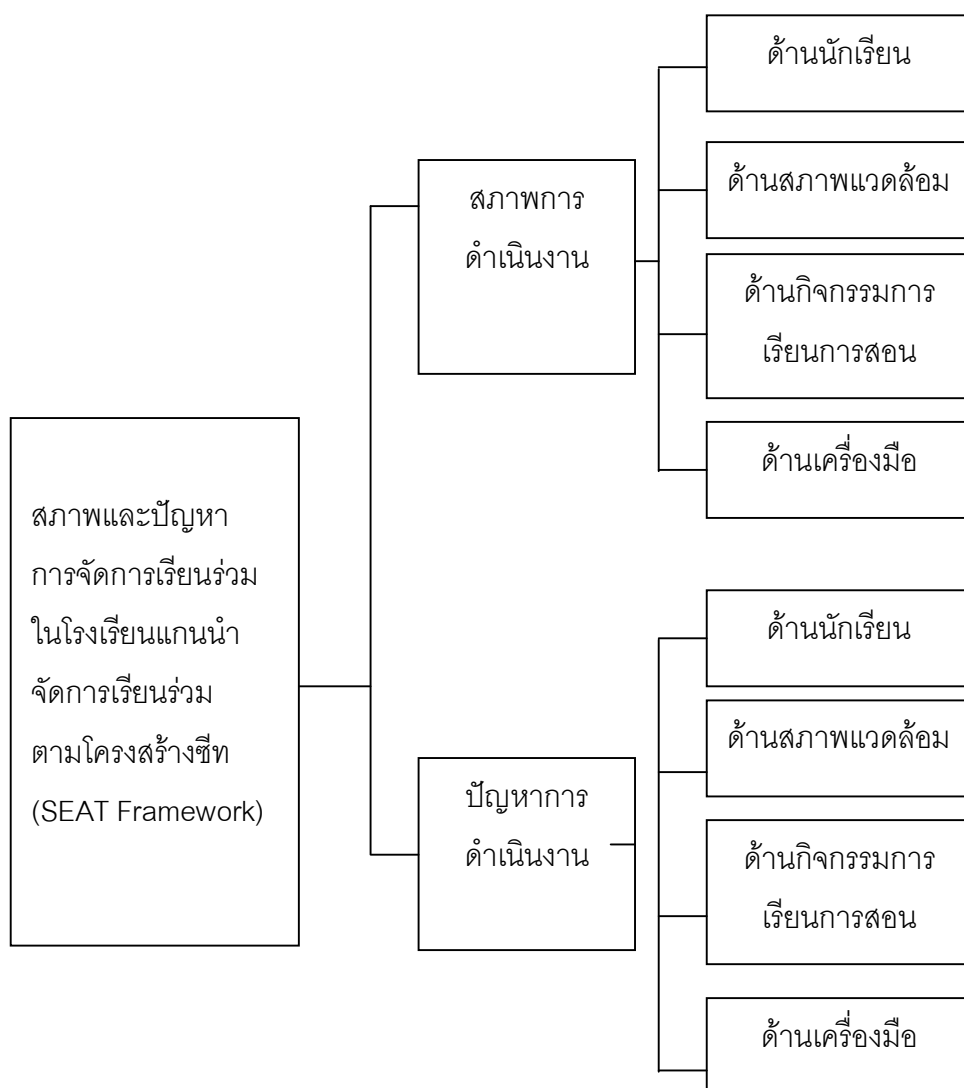 สภาพและปัญหา
การจัดการเรียนร่วม
ในโรงเรียนแกนนำ
จัดการเรียนร่วม
ตามโครงสร้างซีท
(SEAT Framework)
สภาพการ
ดำเนินงาน
ด้านนักเรียน
ด้านสภาพแวดล้อม
ด้านกิจกรรมการ
เรียนการสอน
ด้านเครื่องมือ
ปัญหาการ
ดำเนินงาน
ด้านนักเรียน
ด้านสภาพแวดล้อม
ด้านกิจกรรมการ
เรียนการสอน
ด้านเครื่องมือ